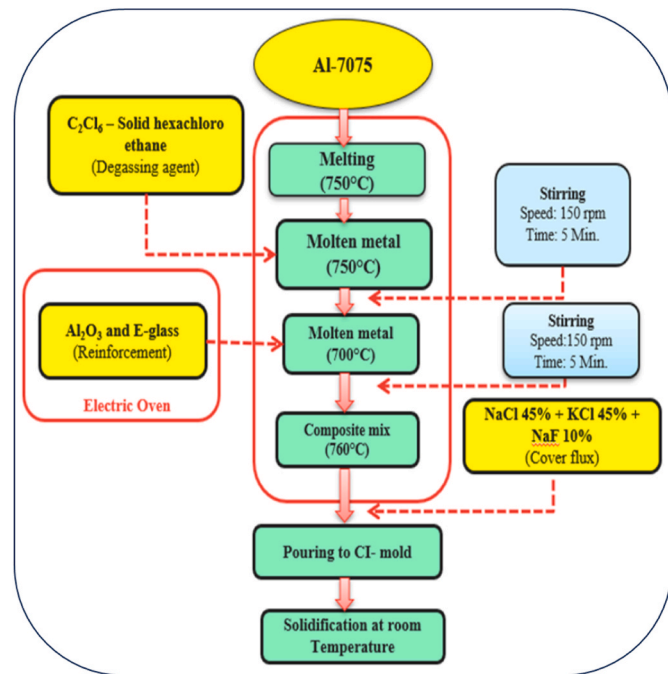 Al-7075
C₂Cl₆ – Solid hexachloro
ethane
(Degassing agent)
Melting
(750°C)
Stirring
Speed: 150 rpm
Time: 5 Min.
Molten metal
(750°C)
Al₂O₃ and E-glass
(Reinforcement)
Electric Oven
Molten metal
(700°C)
Stirring
Speed:150 rpm
Time: 5 Min.
Composite mix
(760°C)
NaCl 45% + KCl 45% +
NaF 10%
(Cover flux)
Pouring to CI- mold
Solidification at room
Temperature